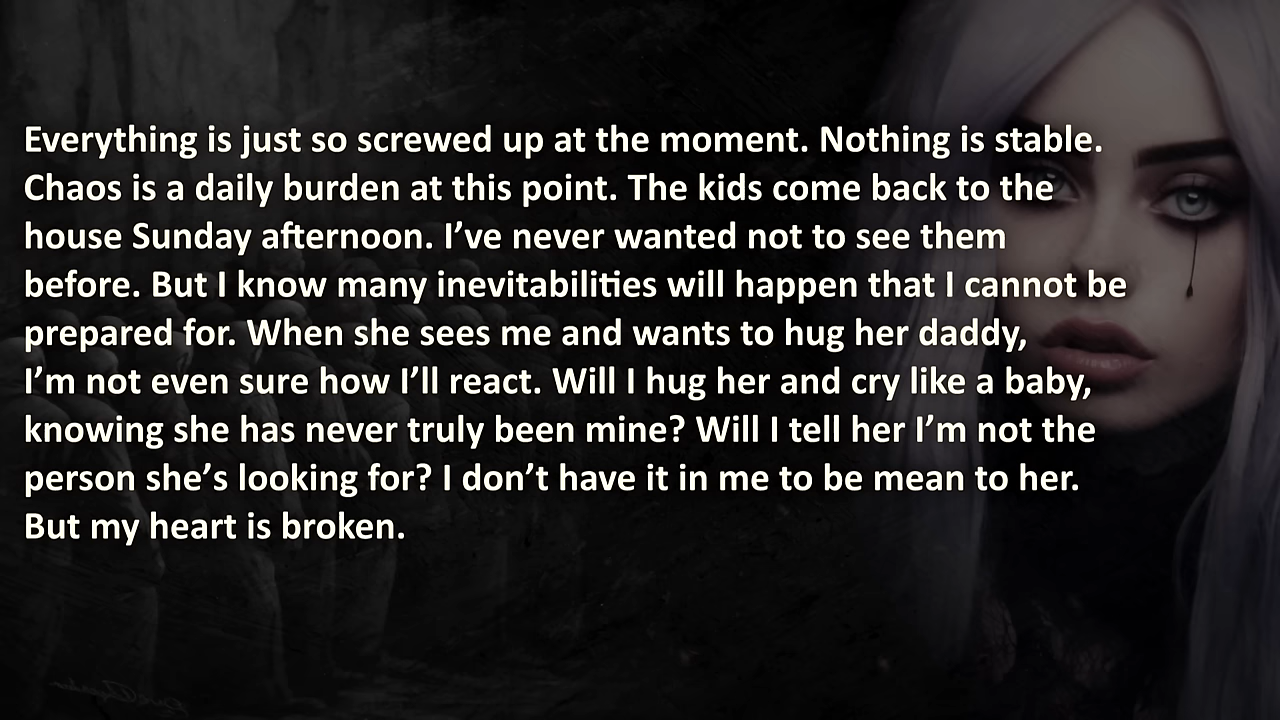 Everything is just so screwed up at the moment. Nothing is stable.
Chaos is a daily burden at this point. The kids come back to the
house Sunday afternoon. I’ve never wanted not to see them
before. But I know many inevitabilities will happen that I cannot be
prepared for. When she sees me and wants to hug her daddy,
I’m not even sure how I’ll react. Will I hug her and cry like a baby,
knowing she has never truly been mine? Will I tell her I’m not the
person she’s looking for? I don’t have it in me to be mean to her.
But my heart is broken.